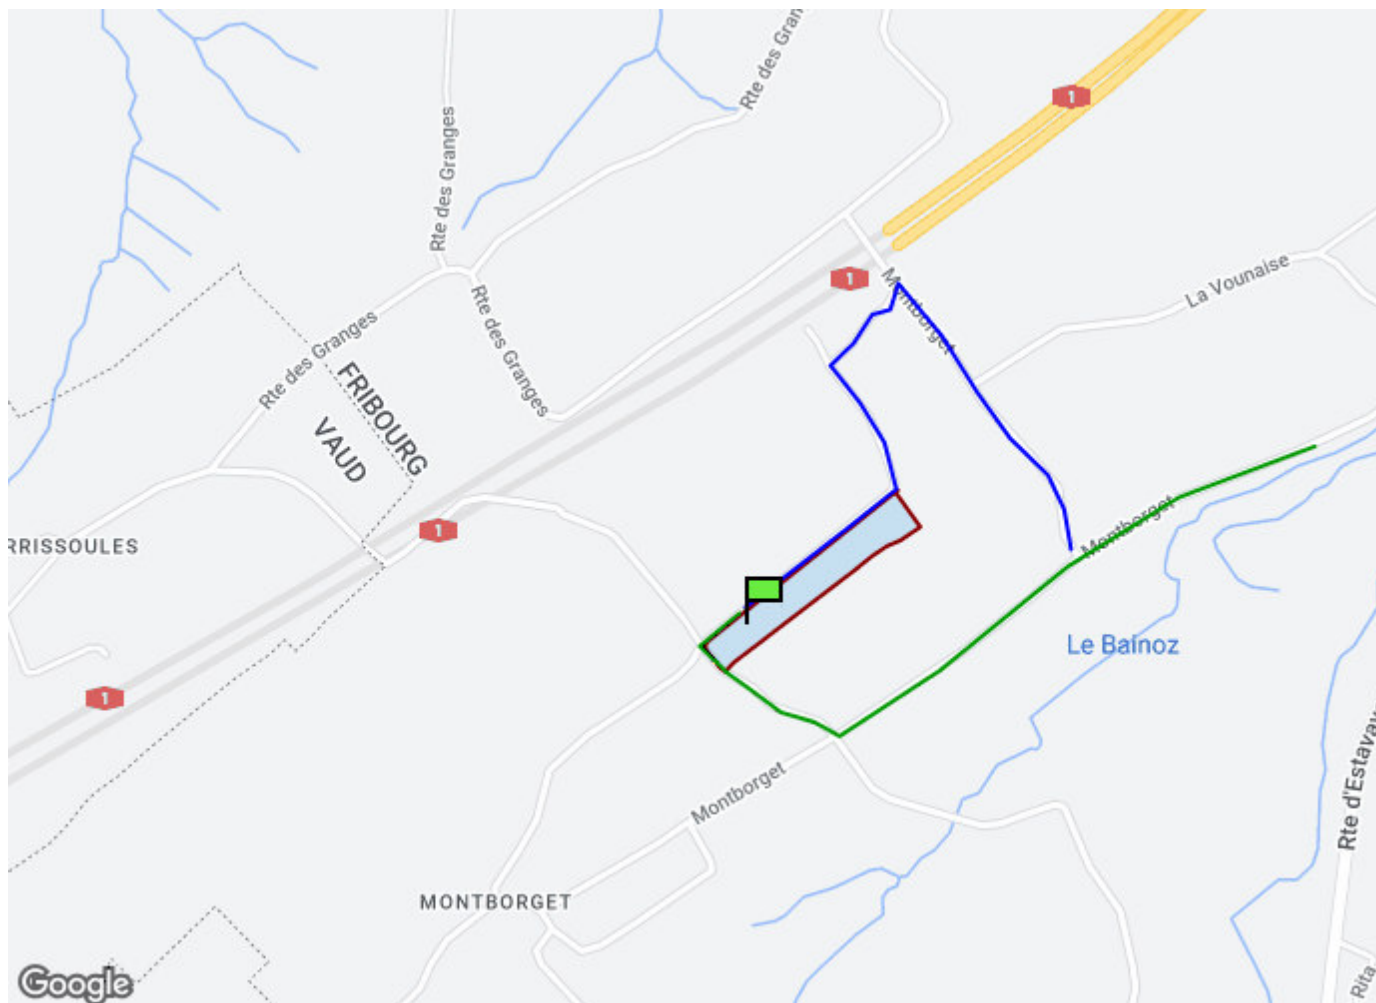 Rte des Gran
1
Rte des Granges
1
Montborget
La Vounaise
Rte des Granges
Rte des Granges
FRIBOURG
VAUD
Montborget
1
RRISSOULES
Le Bainoz
1
Montborget
Rte d'Estavay
MONTBORGET
Google
Rita